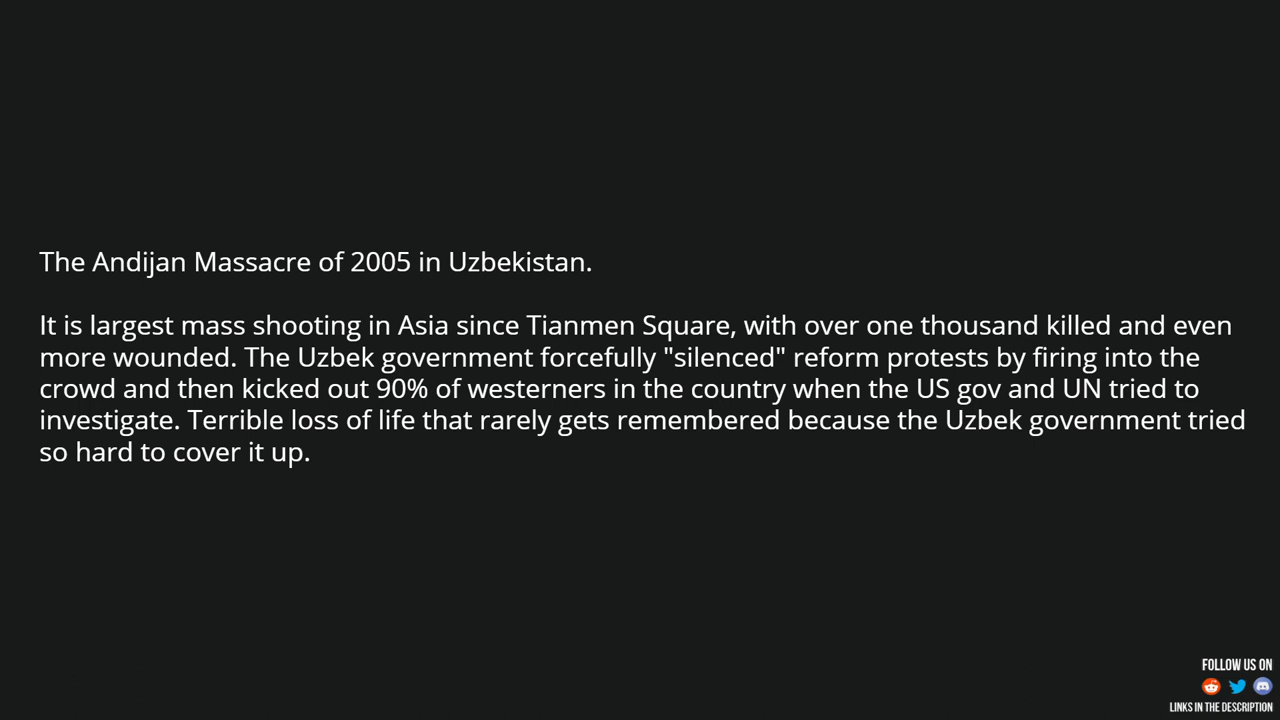 The Andijan Massacre of 2005 in Uzbekistan.
It is largest mass shooting in Asia since Tianmen Square, with over one thousand killed and even
more wounded. The Uzbek government forcefully "silenced" reform protests by firing into the
crowd and then kicked out 90% of westerners in the country when the US gov and UN tried to
investigate. Terrible loss of life that rarely gets remembered because the Uzbek government tried
so hard to cover it up.
FOLLOW US ON
LINKS IN THE DESCRIPTION